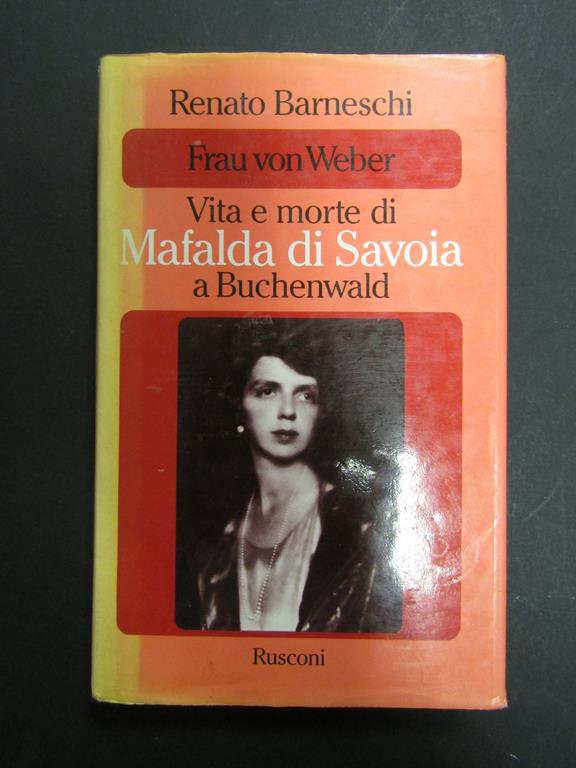 Renato Barneschi
Frau von Weber
Vita e morte di
Mafalda di Savoia
a Buchenwald
Rusconi